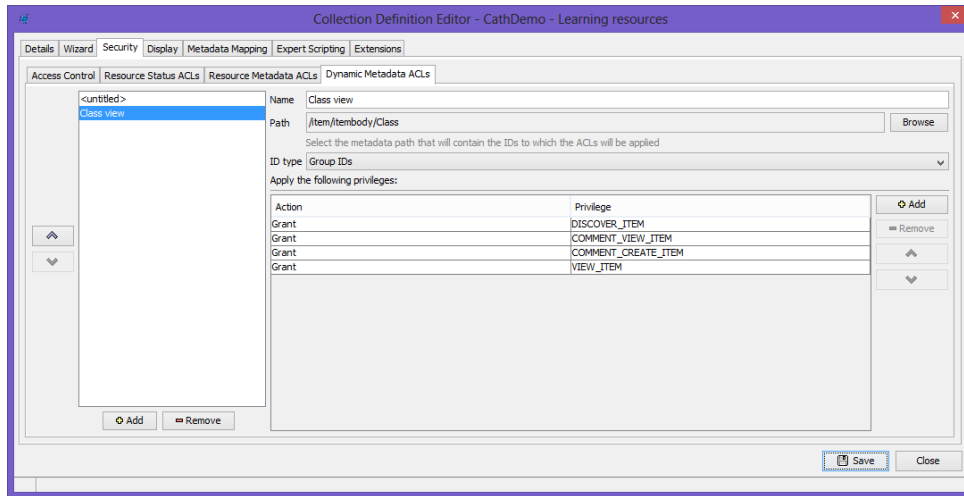 Collection Definition Editor - CathDemo - Learning resources
Details Wizard Security Display Metadata Mapping Expert Scripting Extensions
Access Control Resource Status ACLs Resource Metadata ACLs Dynamic Metadata ACLs
<untitled>
Class view
Name Class view
Path /item/itembody/Class Browse
Select the metadata path that will contain the IDs to which the ACLs will be applied
ID type Group IDs
Apply the following privileges:
Action Privilege Add
Grant DISCOVER_ITEM Remove
Grant COMMENT_VIEW_ITEM
Grant COMMENT_CREATE_ITEM
Grant VIEW_ITEM
Add Remove
Save Close